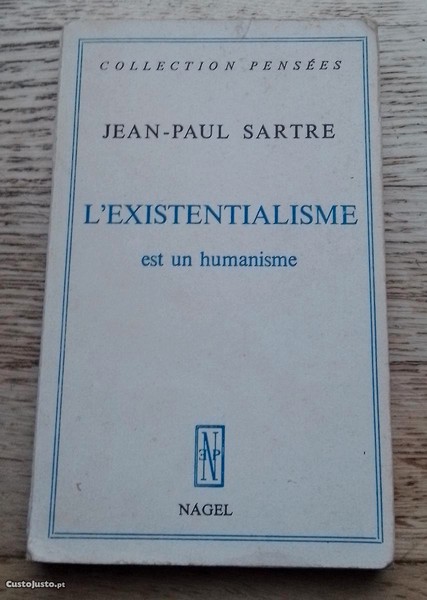 COLLECTION PENSÉES
JEAN-PAUL SARTRE
L'EXISTENTIALISME
est un humanisme
NAGEL
CustoJusto.pt